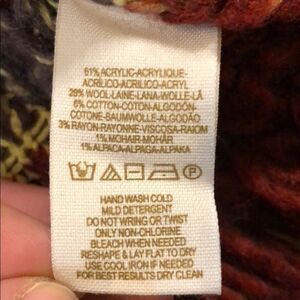 61% ACRYLIC-ACRYLIQUE-
ACRÍLICO-ACRILICO-ACRYL
28% WOOL-LAINE-LANA-WOLLE-LÃ
6% COTTON-COTON-ALGODÓN-
COTONE-BAUMWOLLE-ALGODÃO
3% RAYON-RAYONNE-VISCOSA-RAIOM
1% MOHAIR-MOHÄR
1% ALPACA-ALPAGA-ALPAKA
P
HAND WASH COLD
MILD DETERGENT
DO NOT WRING OR TWIST
ONLY NON-CHLORINE
BLEACH WHEN NEEDED
RESHAPE & LAY FLAT TO DRY
USE COOL IRON IF NEEDED
FOR BEST RESULTS DRY CLEAN